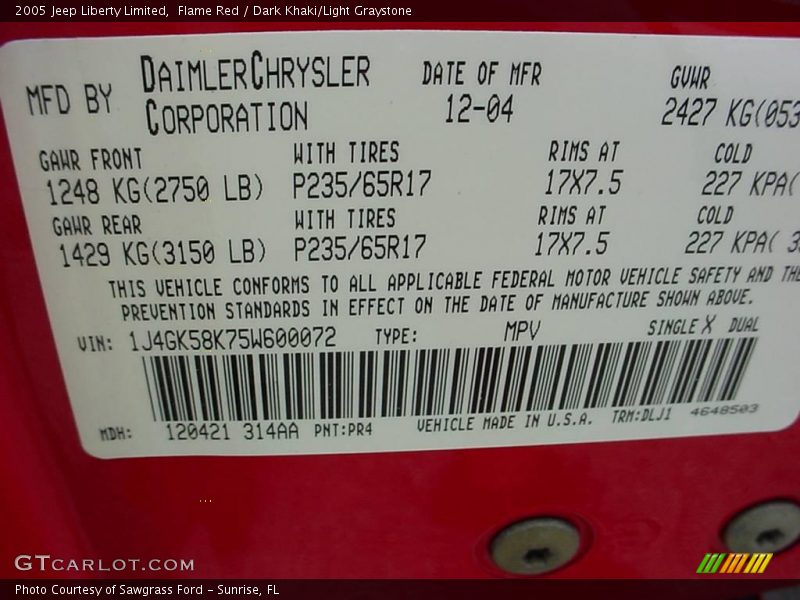 2005 Jeep Liberty Limited,  Flame Red / Dark Khaki/Light Graystone
MFD BY DAIMLERCHRYSLER CORPORATION
DATE OF MFR 12-04
GVWR 2427 KG(053
GAWR FRONT WITH TIRES RIMS AT COLD
1248 KG(2750 LB) P235/65R17 17X7.5 227 KPA(
GAWR REAR WITH TIRES RIMS AT COLD
1429 KG(3150 LB) P235/65R17 17X7.5 227 KPA( 3
THIS VEHICLE CONFORMS TO ALL APPLICABLE FEDERAL MOTOR VEHICLE SAFETY AND THE
PREVENTION STANDARDS IN EFFECT ON THE DATE OF MANUFACTURE SHOWN ABOVE.
VIN: 1J4GK58K75W600072 TYPE: MPV SINGLE X DUAL
MDH: 120421 314AA PNT:PR4 VEHICLE MADE IN U.S.A. TRM:DLJ1 4648503
GTCARLOT.COM
Photo Courtesy of Sawgrass Ford - Sunrise, FL